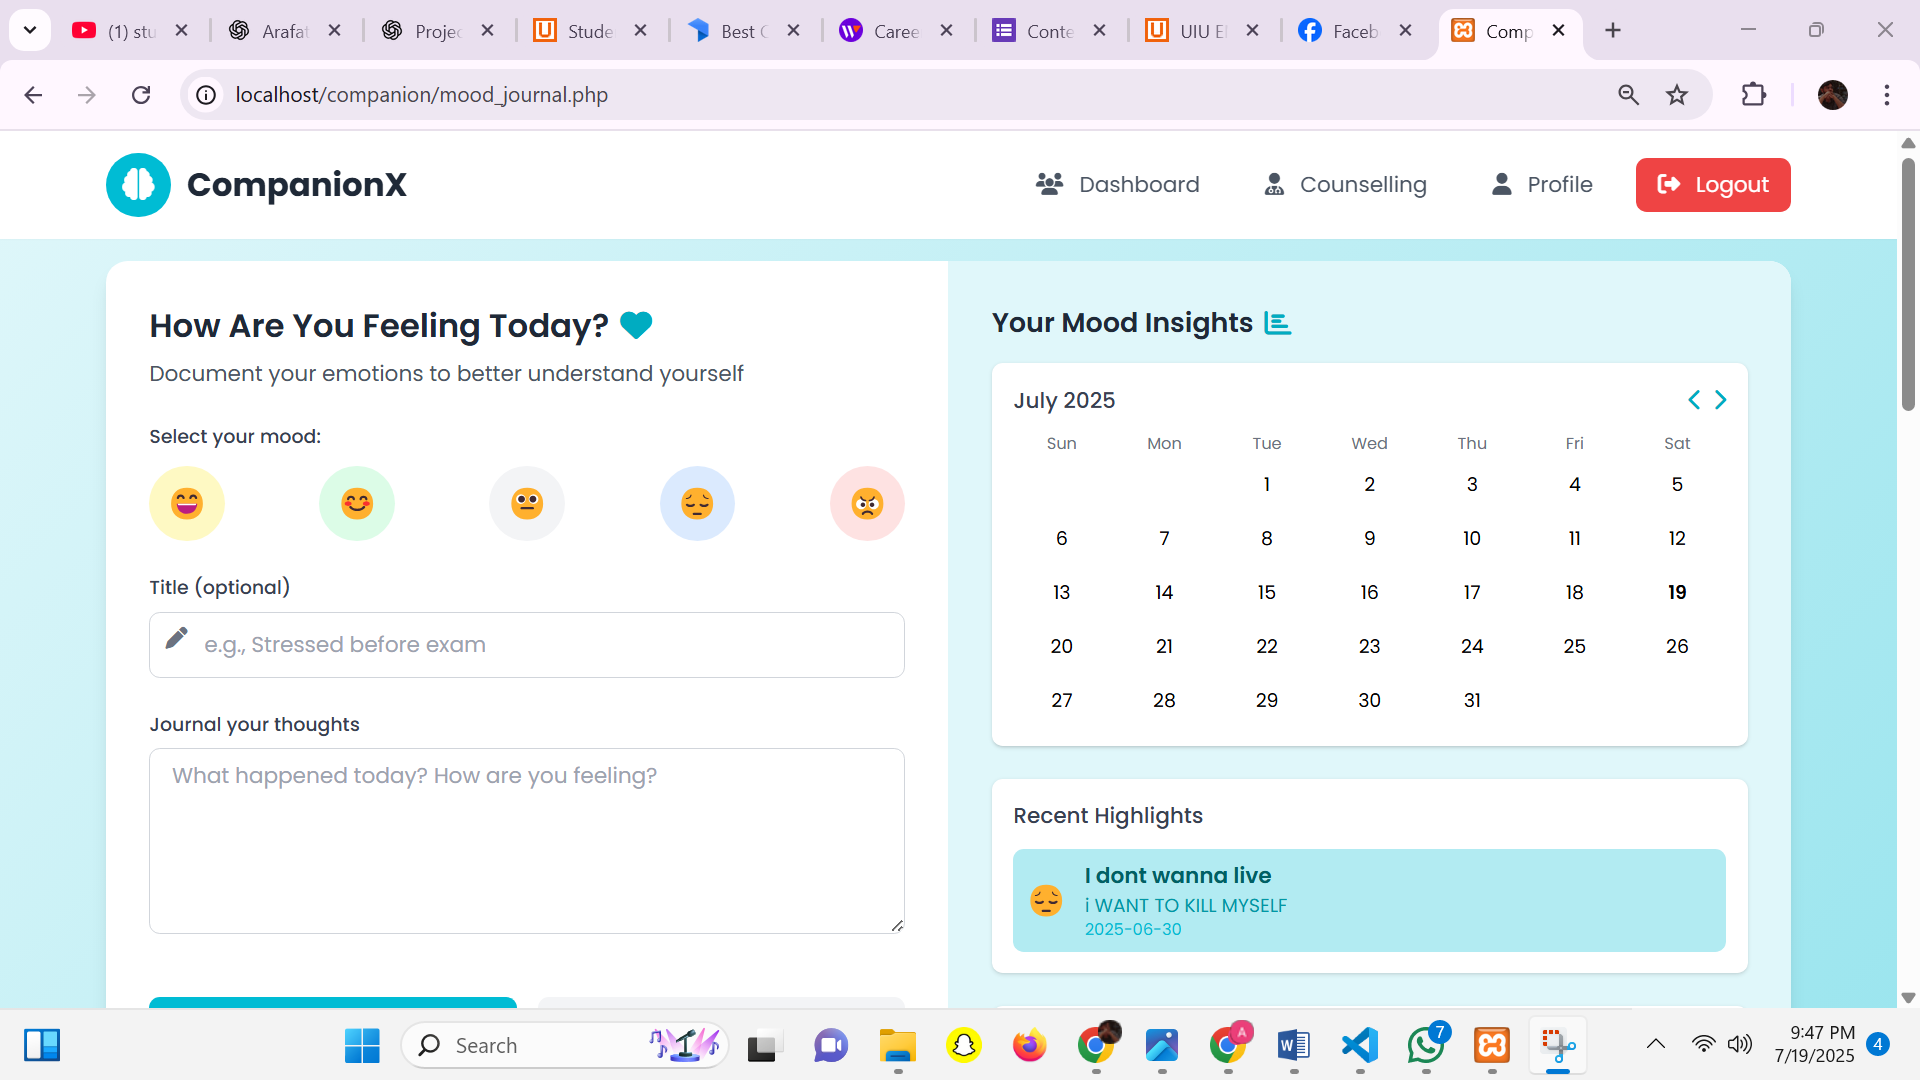 (1) stu
Arafat
Projec
Stude
Best C
Caree
Conte
UIU El
Faceb
Comp
localhost/companion/mood_journal.php
CompanionX
Dashboard
Counselling
Profile
Logout
How Are You Feeling Today?
Document your emotions to better understand yourself
Select your mood:
Title (optional)
e.g., Stressed before exam
Journal your thoughts
What happened today? How are you feeling?
Your Mood Insights
July 2025
Sun Mon Tue Wed Thu Fri Sat
1 2 3 4 5
6 7 8 9 10 11 12
13 14 15 16 17 18 19
20 21 22 23 24 25 26
27 28 29 30 31
Recent Highlights
I dont wanna live
i WANT TO KILL MYSELF
2025-06-30
Search
A
7
9:47 PM
7/19/2025
4